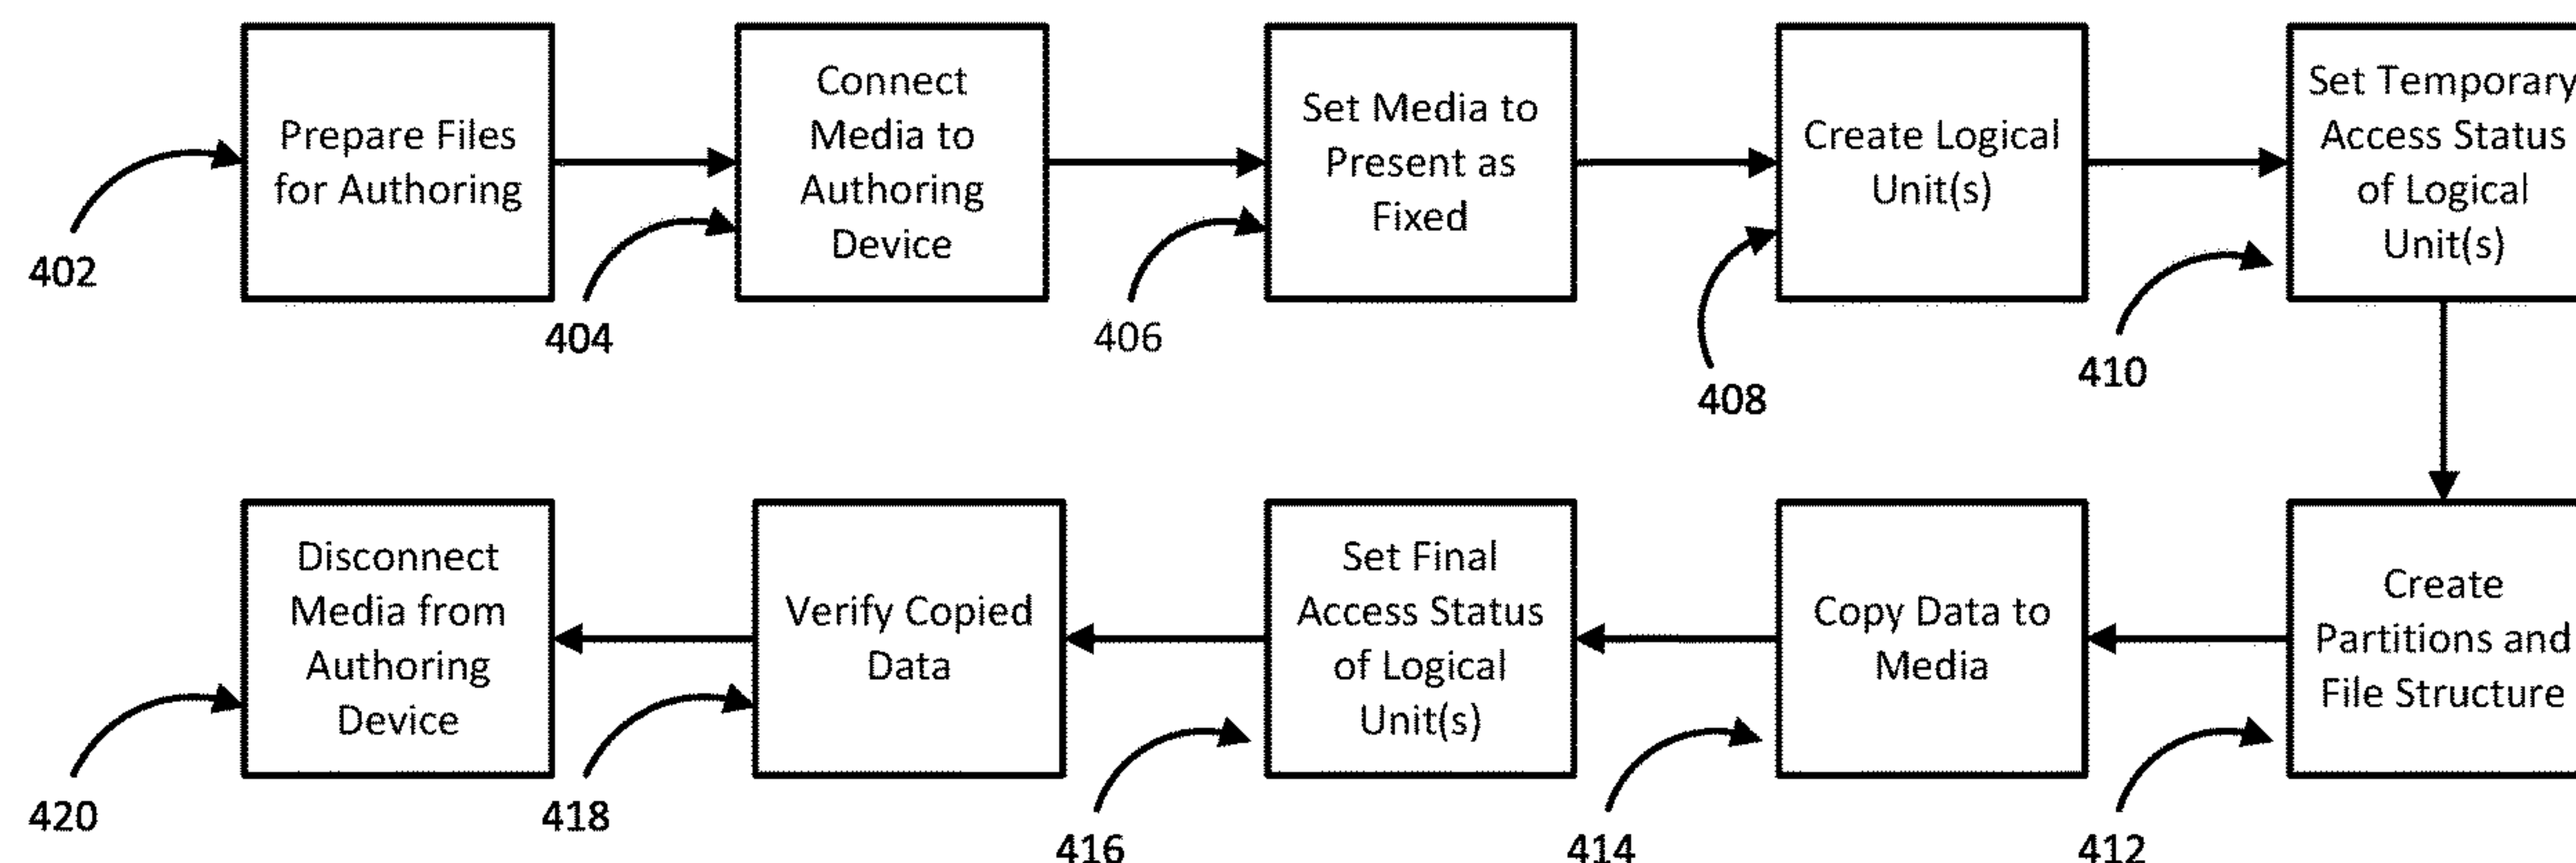 Prepare Files
for Authoring
402
Connect
Media to
Authoring
Device
404
Set Media to
Present as
Fixed
406
Create Logical
Unit(s)
408
Set Temporary
Access Status
of Logical
Unit(s)
410
Disconnect
Media from
Authoring
Device
420
Verify Copied
Data
418
Set Final
Access Status
of Logical
Unit(s)
416
Copy Data to
Media
414
Create
Partitions and
File Structure
412